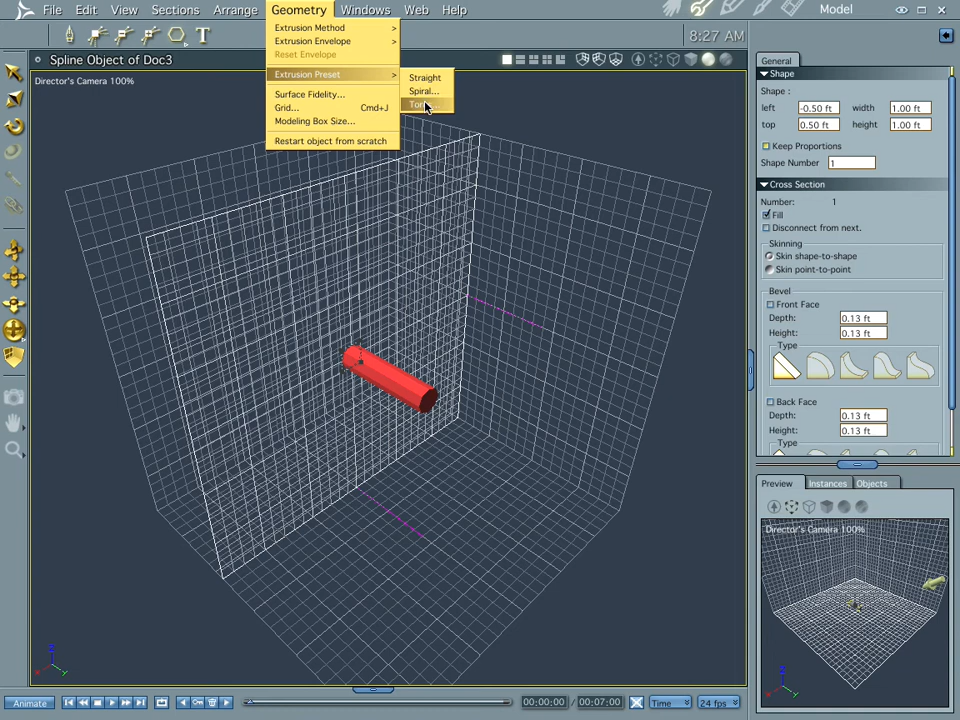 File Edit View Sections Arrange Geometry Windows Web Help Model
8:27 AM
Extrusion Method
Extrusion Envelope
Reset Envelope
Extrusion Preset
Surface Fidelity...
Grid... Cmd+J
Modeling Box Size...
Restart object from scratch
Straight
Spiral...
Spline Object of Doc3
Director's Camera 100%
General
Shape
Shape :
left -0.50 ft width 1.00 ft
top 0.50 ft height 1.00 ft
Keep Proportions
Shape Number 1
Cross Section
Number: 1
Fill
Disconnect from next.
Skinning
Skin shape-to-shape
Skin point-to-point
Bevel
Front Face
Depth: 0.13 ft
Height: 0.13 ft
Type
Back Face
Depth: 0.13 ft
Height: 0.13 ft
Type
Preview Instances Objects
Director's Camera 100%
Animate 00:00:00 / 00:07:00 Time 24 fps